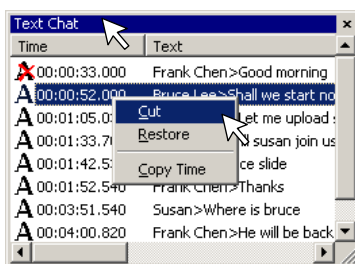 Text Chat
Time Text
00:00:33.000 Frank Chen>Good morning
00:00:52.000 Bruce Lee>Shall we start no
00:01:05.0 et me upload s
00:01:33.7 susan join us
00:01:42.5 ce slide
00:01:52.540 Frank Chen>Thanks
00:03:51.540 Susan>Where is bruce
00:04:00.820 Frank Chen>He will be back
Cut
Restore
Copy Time